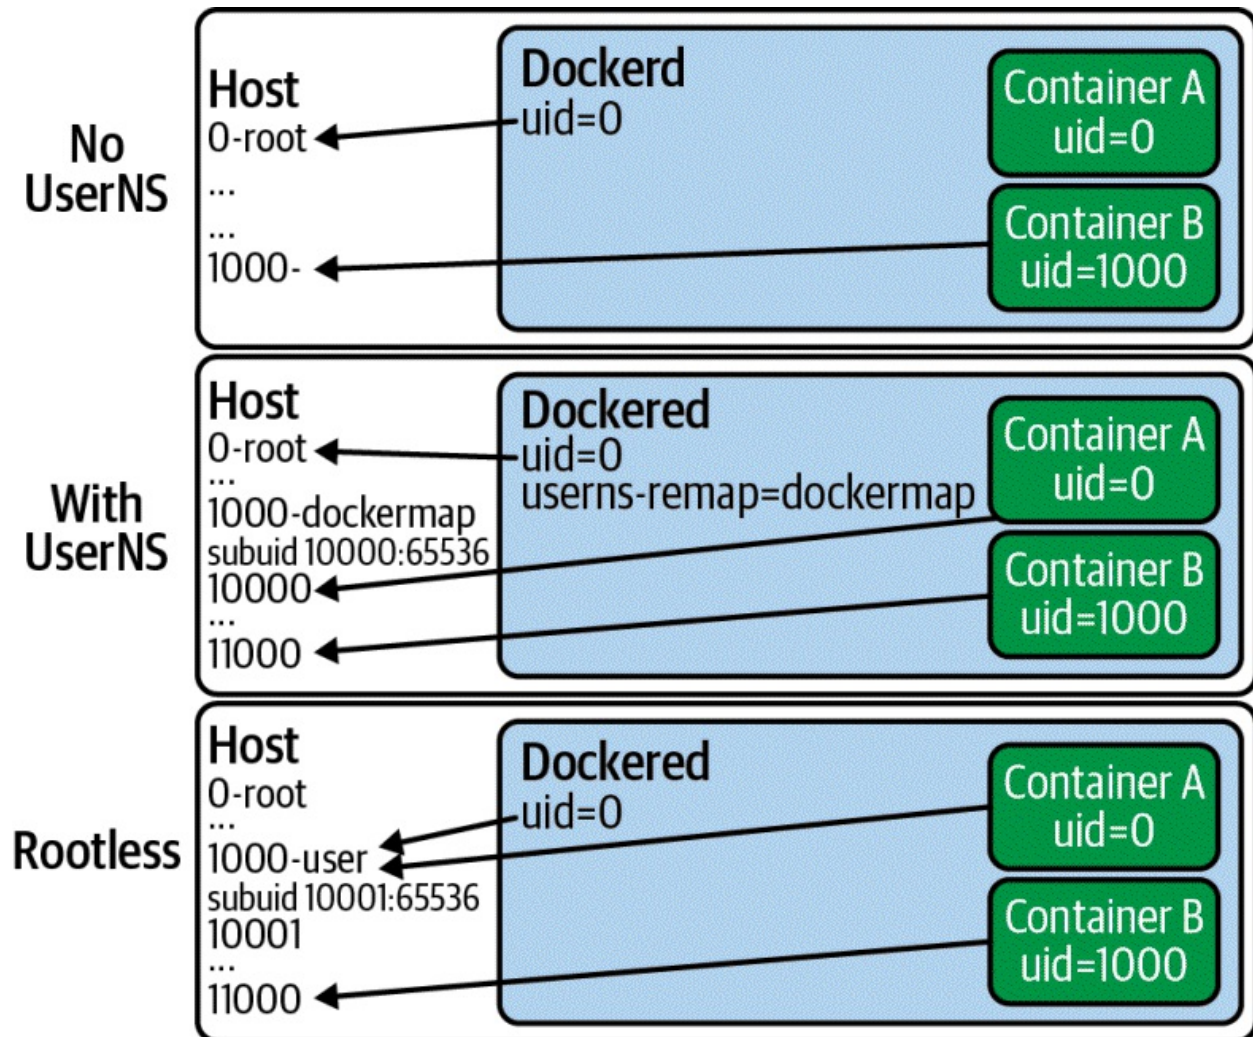 No
UserNS
Host
0-root
...
...
1000-
Dockerd
uid=0
Container A
uid=0
Container B
uid=1000
With
UserNS
Host
0-root
...
1000-dockermap
subuid 10000:65536
10000
...
11000
Dockered
uid=0
userns-remap=dockermap
Container A
uid=0
Container B
uid=1000
Rootless
Host
0-root
...
1000-user
subuid 10001:65536
10001
...
11000
Dockered
uid=0
Container A
uid=0
Container B
uid=1000